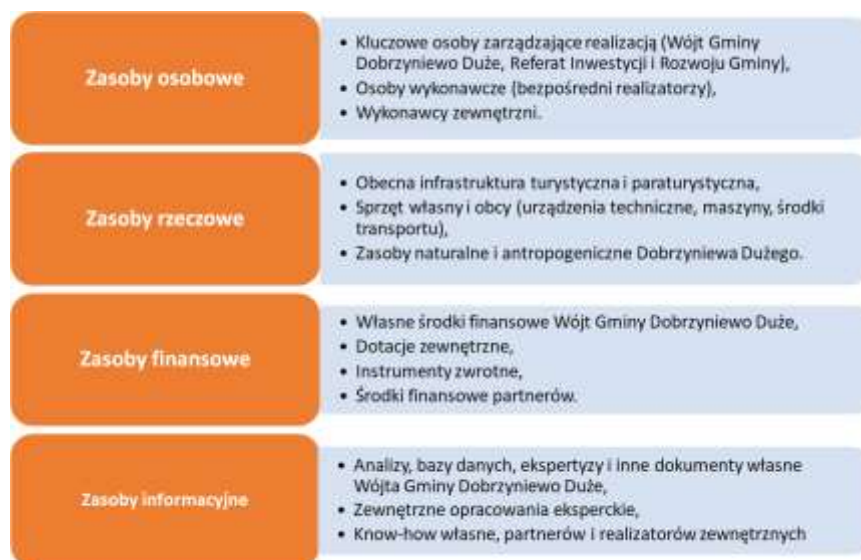 Zasoby osobowe
• Kluczowe osoby zarządzające realizacją (Wójt Gminy
Dobrzyniewo Duże, Referat Inwestycji i Rozwoju Gminy),
• Osoby wykonawcze (bezpośredni realizatorzy),
• Wykonawcy zewnętrzni.
Zasoby rzeczowe
• Obecna infrastruktura turystyczna i paraturystyczna,
• Sprzęt własny i obcy (urządzenia techniczne, maszyny, środki
transportu),
• Zasoby naturalne i antropogeniczne Dobrzyniewa Dużego.
Zasoby finansowe
• Własne środki finansowe Wójt Gminy Dobrzyniewo Duże,
• Dotacje zewnętrzne,
• Instrumenty zwrotne,
• Środki finansowe partnerów.
Zasoby informacyjne
• Analizy, bazy danych, ekspertyzy i inne dokumenty własne
Wójta Gminy Dobrzyniewo Duże,
• Zewnętrzne opracowania eksperckie,
• Know-how własne, partnerów i realizatorów zewnętrznych